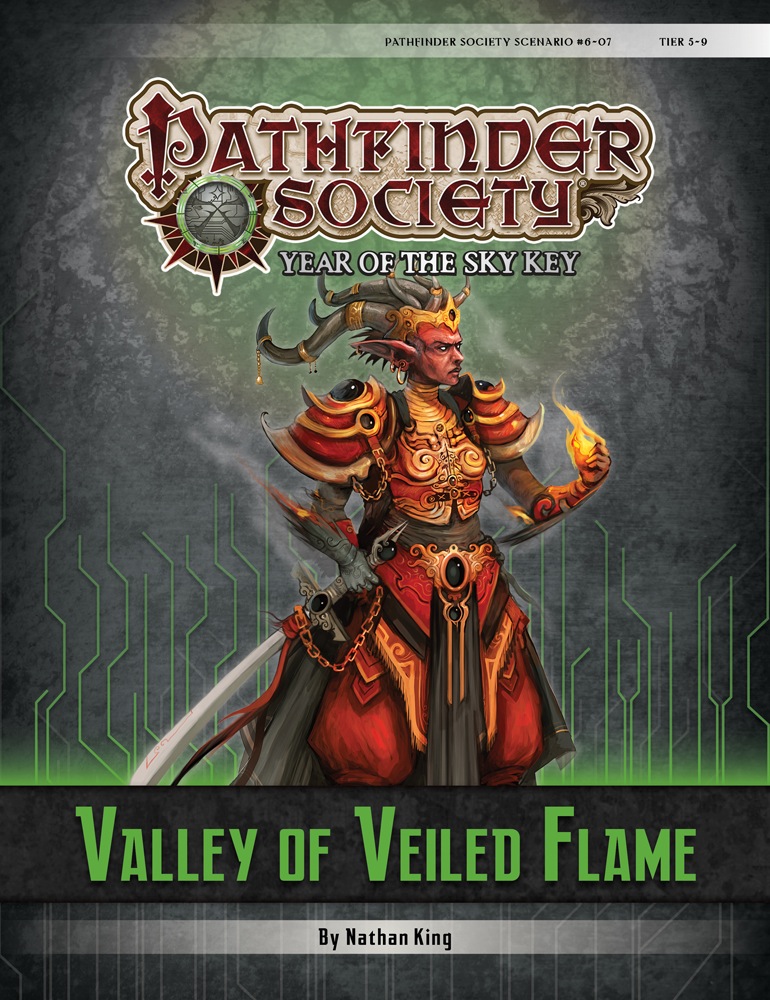 PATHFINDER SOCIETY SCENARIO #6-07 TIER 5-9
PATHFINDER
SOCIETY®
YEAR OF THE SKY KEY
VALLEY OF VEILED FLAME
By Nathan King